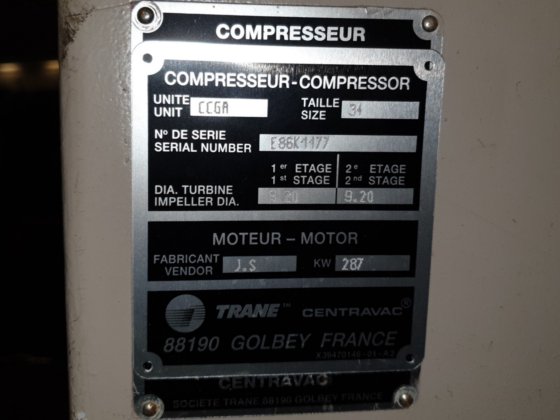 COMPRESSEUR
COMPRESSEUR-COMPRESSOR
UNITE CCGA TAILLE 34
UNIT SIZE
Nº DE SERIE
SERIAL NUMBER E86K1177
1er ETAGE 2e ETAGE
1st STAGE 2nd STAGE
DIA. TURBINE
IMPELLER DIA. 9.20 9.20
MOTEUR - MOTOR
FABRICANT
VENDOR J.S KW 287
TRANE™ CENTRAVAC®
88190 GOLBEY FRANCE
CENTRAVAC
SOCIETE TRANE 88190 GOLBEY FRANCE